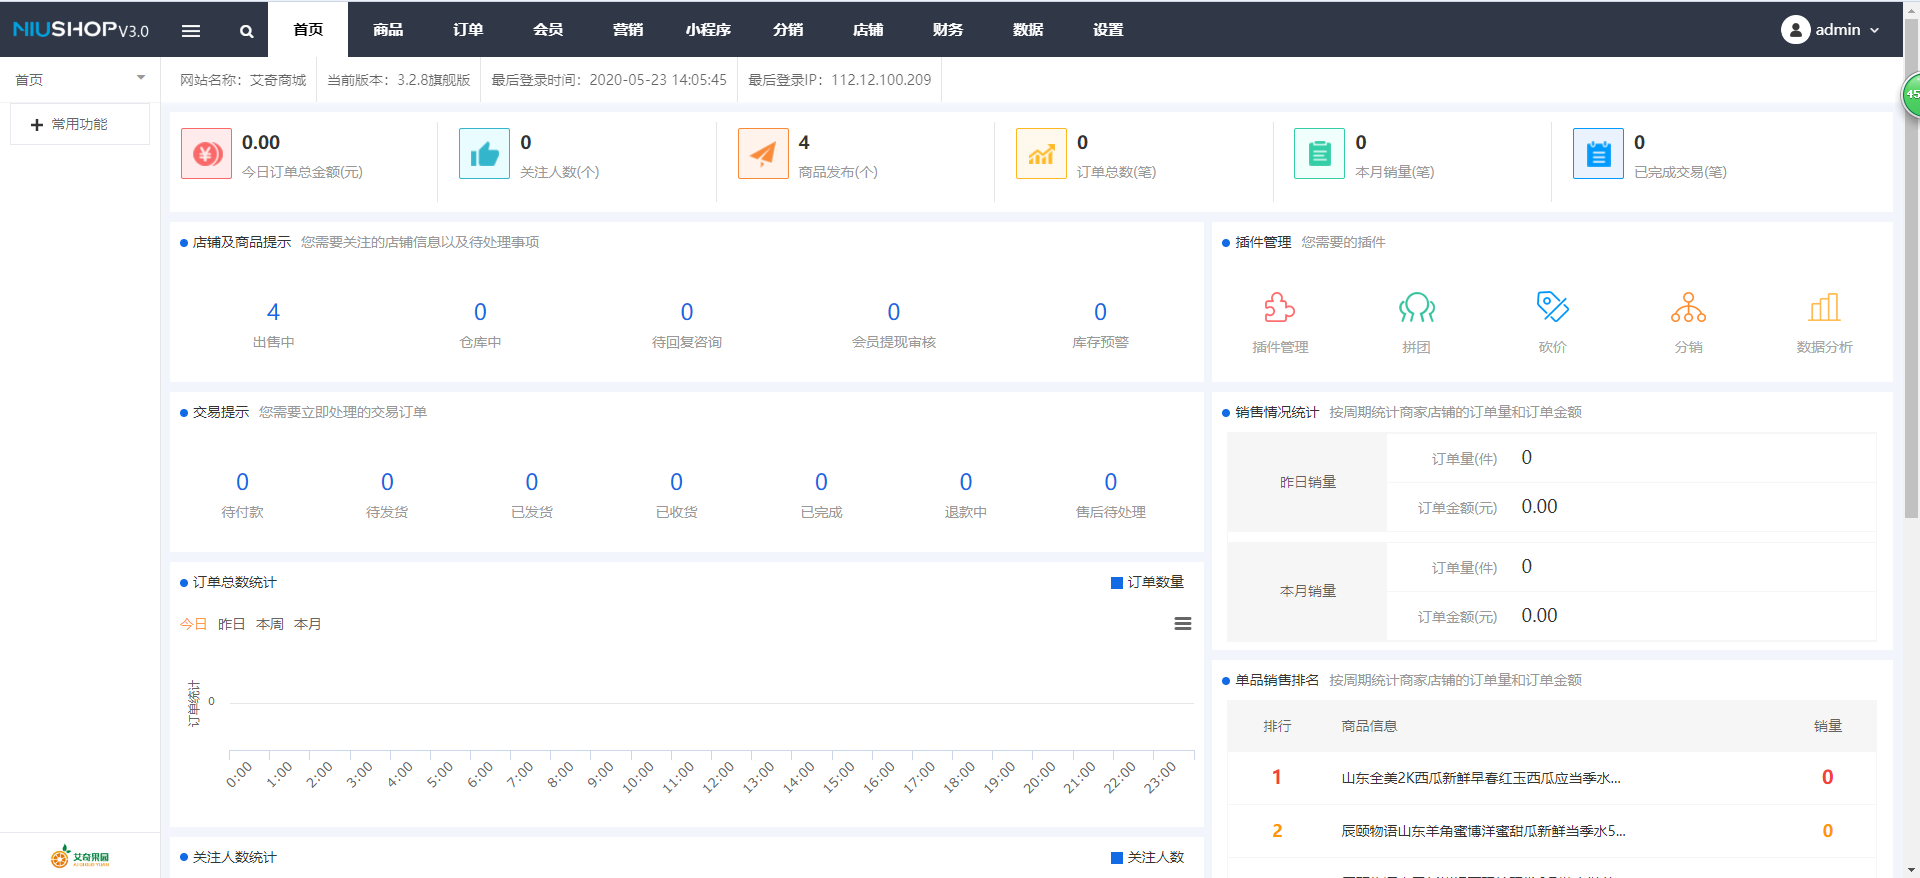 NIUSHOP V3.0
首页 商品 订单 会员 营销 小程序 分销 店铺 财务 数据 设置
admin
首页
网站名称：艾奇商城 当前版本：3.2.8旗舰版 最后登录时间：2020-05-23 14:05:45 最后登录IP：112.12.100.209
45
常用功能
0.00
今日订单总金额(元)
0
关注人数(个)
4
商品发布(个)
0
订单总数(笔)
0
本月销量(笔)
0
已完成交易(笔)
店铺及商品提示 您需要关注的店铺信息以及待处理事项
4 0 0 0 0
出售中 仓库中 待回复咨询 会员提现审核 库存预警
插件管理 您需要的插件
插件管理 拼团 砍价 分销 数据分析
交易提示 您需要立即处理的交易订单
0 0 0 0 0 0 0
待付款 待发货 已发货 已收货 已完成 退款中 售后待处理
销售情况统计 按周期统计商家店铺的订单量和订单金额
昨日销量
订单量(件) 0
订单金额(元) 0.00
本月销量
订单量(件) 0
订单金额(元) 0.00
订单总数统计 订单数量
今日 昨日 本周 本月
订单统计
0
0:00 1:00 2:00 3:00 4:00 5:00 6:00 7:00 8:00 9:00 10:00 11:00 12:00 13:00 14:00 15:00 16:00 17:00 18:00 19:00 20:00 21:00 22:00 23:00
单品销售排名 按周期统计商家店铺的订单量和订单金额
排行 商品信息 销量
1 山东全美2K西瓜新鲜早春红玉西瓜应当季水... 0
2 辰颐物语山东羊角蜜博洋蜜甜瓜新鲜当季水5... 0
关注人数统计 关注人数
艾奇果园